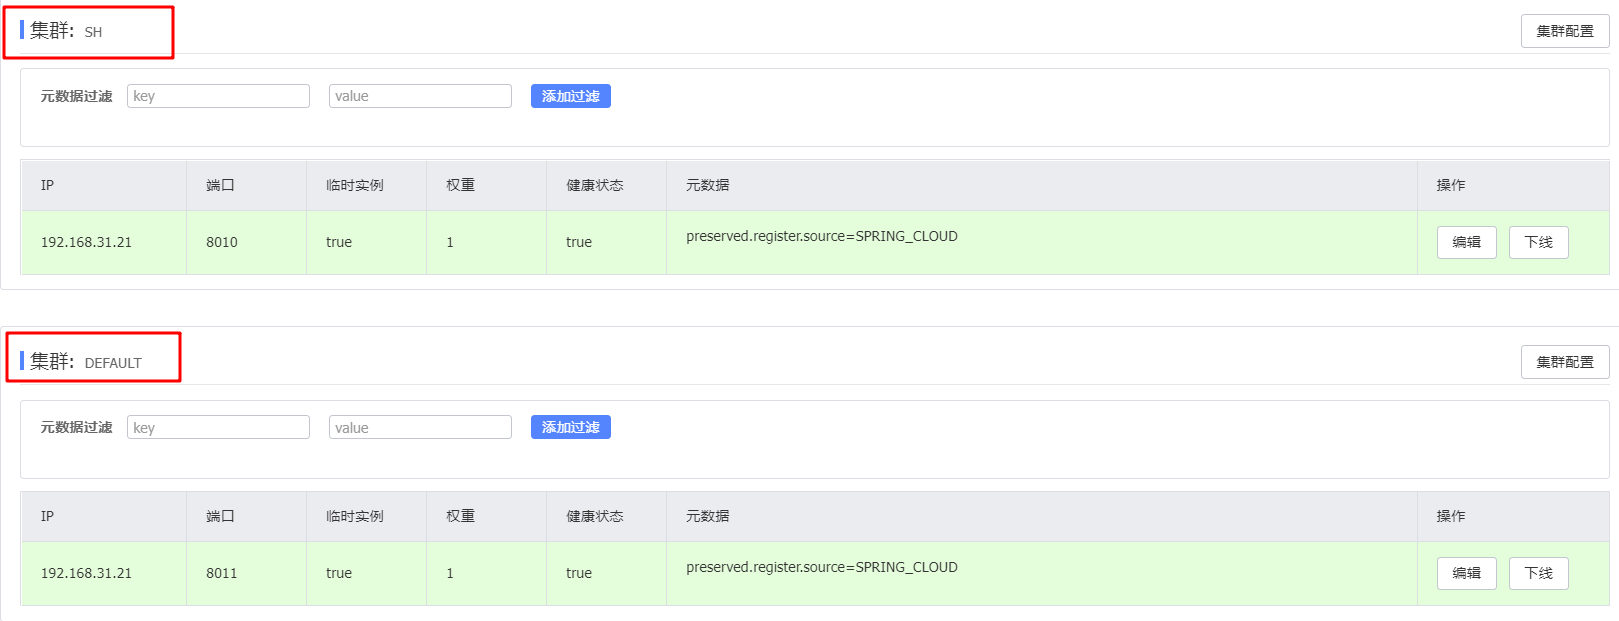 集群: SH
集群配置
元数据过滤 key value 添加过滤
IP 端口 临时实例 权重 健康状态 元数据 操作
192.168.31.21 8010 true 1 true preserved.register.source=SPRING_CLOUD 编辑 下线
集群: DEFAULT
集群配置
元数据过滤 key value 添加过滤
IP 端口 临时实例 权重 健康状态 元数据 操作
192.168.31.21 8011 true 1 true preserved.register.source=SPRING_CLOUD 编辑 下线